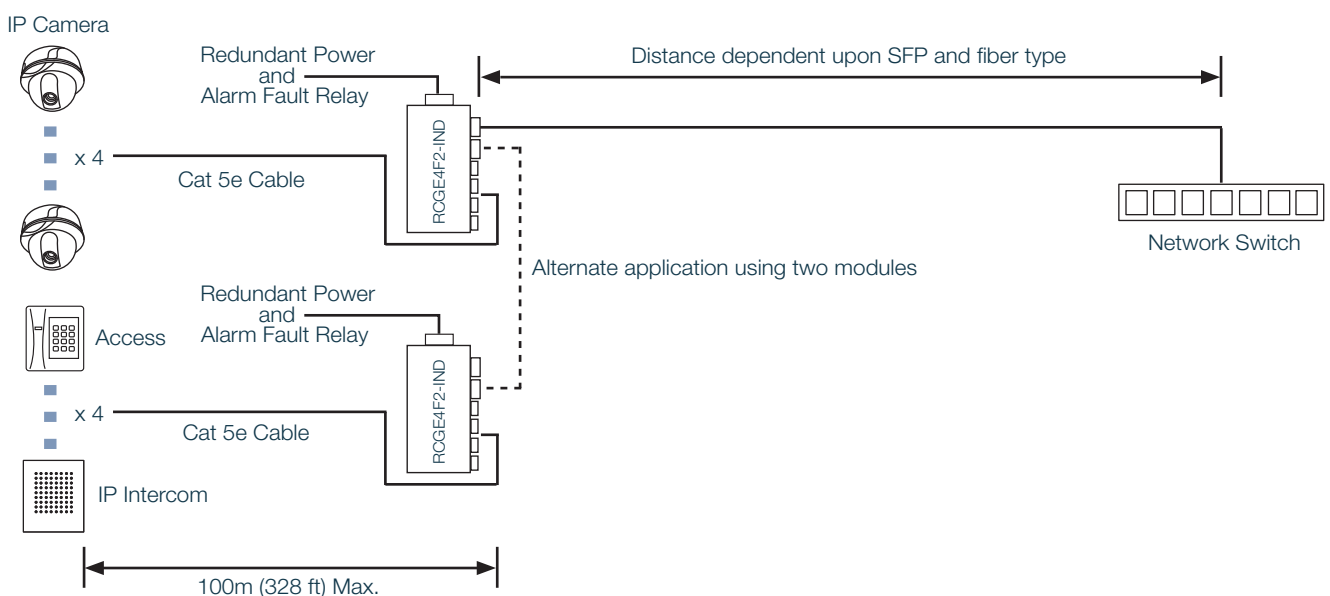 IP Camera
Redundant Power
and
Alarm Fault Relay
Distance dependent upon SFP and fiber type
x 4
Cat 5e Cable
RCGE4F2-IND
Network Switch
Alternate application using two modules
Redundant Power
and
Alarm Fault Relay
Access
x 4
Cat 5e Cable
RCGE4F2-IND
IP Intercom
100m (328 ft) Max.